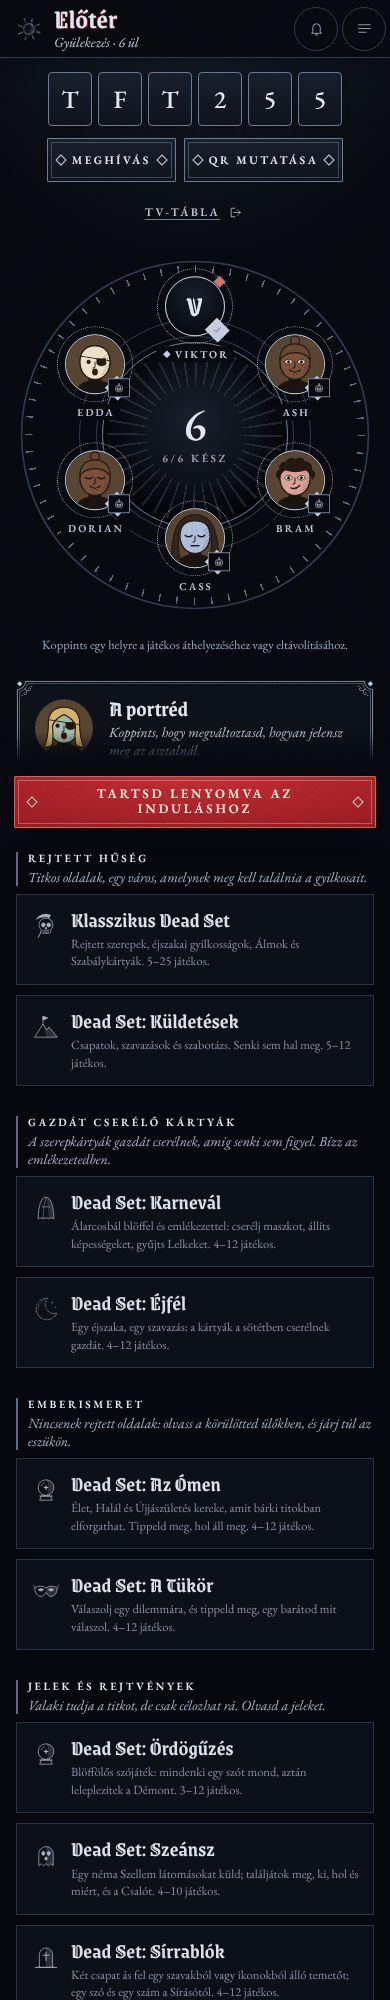 Előtér
Gyülekezés · 6 ül
T F T 2 5 5
MEGHÍVÁS
QR MUTATÁSA
TV-TÁBLA
V
VIKTOR
EDDA
ASH
6
6/6 KÉSZ
DORIAN
BRAM
CASS
Koppints egy helyre a játékos áthelyezéséhez vagy eltávolításához.
A portréd
Koppints, hogy megváltoztasd, hogyan jelensz
meg az asztalnál.
TARTSD LENYOMVA AZ
INDULÁSHOZ
REJTETT HŰSÉG
Titkos oldalak, egy város, amelynek meg kell találnia a gyilkosait.
Klasszikus Dead Set
Rejtett szerepek, éjszakai gyilkosságok, Álmok és
Szabálykártyák. 5–25 játékos.
Dead Set: Küldetések
Csapatok, szavazások és szabotázs. Senki sem hal meg. 5–12
játékos.
GAZDÁT CSERÉLŐ KÁRTYÁK
A szerepkártyák gazdát cserélnek, amíg senki sem figyel. Bízz az
emlékezetedben.
Dead Set: Karnevál
Álarcosbál blöffel és emlékezettel: cserélj maszkot, állíts
képességeket, gyűjts Lelkeket. 4–12 játékos.
Dead Set: Éjfél
Egy éjszaka, egy szavazás: a kártyák a sötétben cserélnek
gazdát. 4–12 játékos.
EMBERISMERET
Nincsenek rejtett oldalak: olvass a körülötted ülőkben, és járj túl az
eszükön.
Dead Set: Az Ómen
Élet, Halál és Újjászületés kereke, amit bárki titokban
elforgathat. Tippeld meg, hol áll meg. 4–12 játékos.
Dead Set: A Tükör
Válaszolj egy dilemmára, és tippeld meg, egy barátod mit
válaszol. 4–12 játékos.
JELEK ÉS REJTVÉNYEK
Valaki tudja a titkot, de csak célozhat rá. Olvasd a jeleket.
Dead Set: Ördögűzés
Blöffölős szójáték: mindenki egy szót mond, aztán
leleplezitek a Démont. 3–12 játékos.
Dead Set: Szeánsz
Egy néma Szellem látomásokat küld; találjátok meg, ki, hol és
miért, és a Csalót. 4–10 játékos.
Dead Set: Sírrablók
Két csapat ás fel egy szavakból vagy ikonokból álló temetőt;
egy szó és egy szám a Sírásótól. 4–12 játékos.